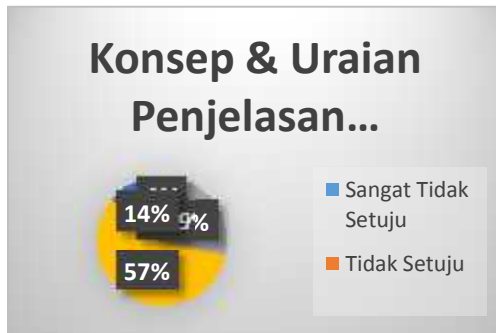 Konsep & Uraian
Penjelasan...
14%
57%
Sangat Tidak
Setuju
Tidak Setuju